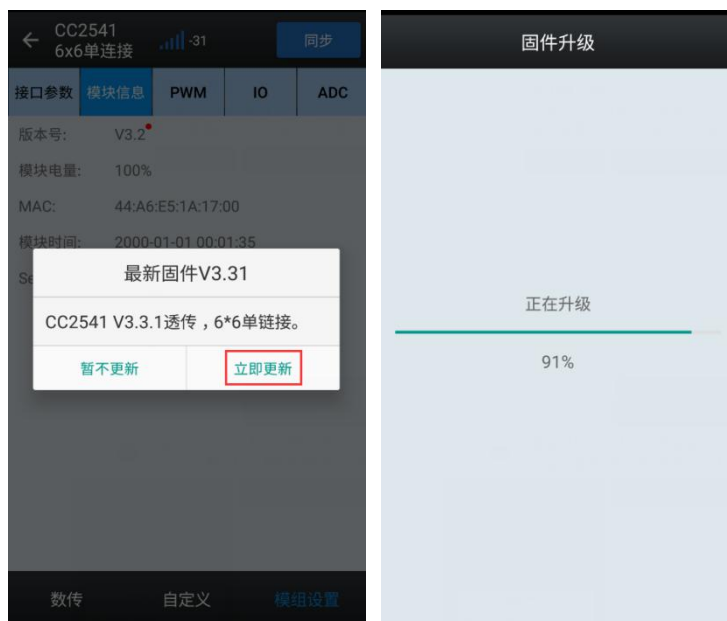 CC2541
6x6单连接
-31
同步
接口参数 模块信息 PWM IO ADC
版本号: V3.2
模块电量: 100%
MAC: 44:A6:E5:1A:17:00
模块时间: 2000-01-01 00:01:35
Se
最新固件V3.31
CC2541 V3.3.1透传，6*6单链接。
暂不更新 立即更新
数传 自定义 模组设置
固件升级
正在升级
91%